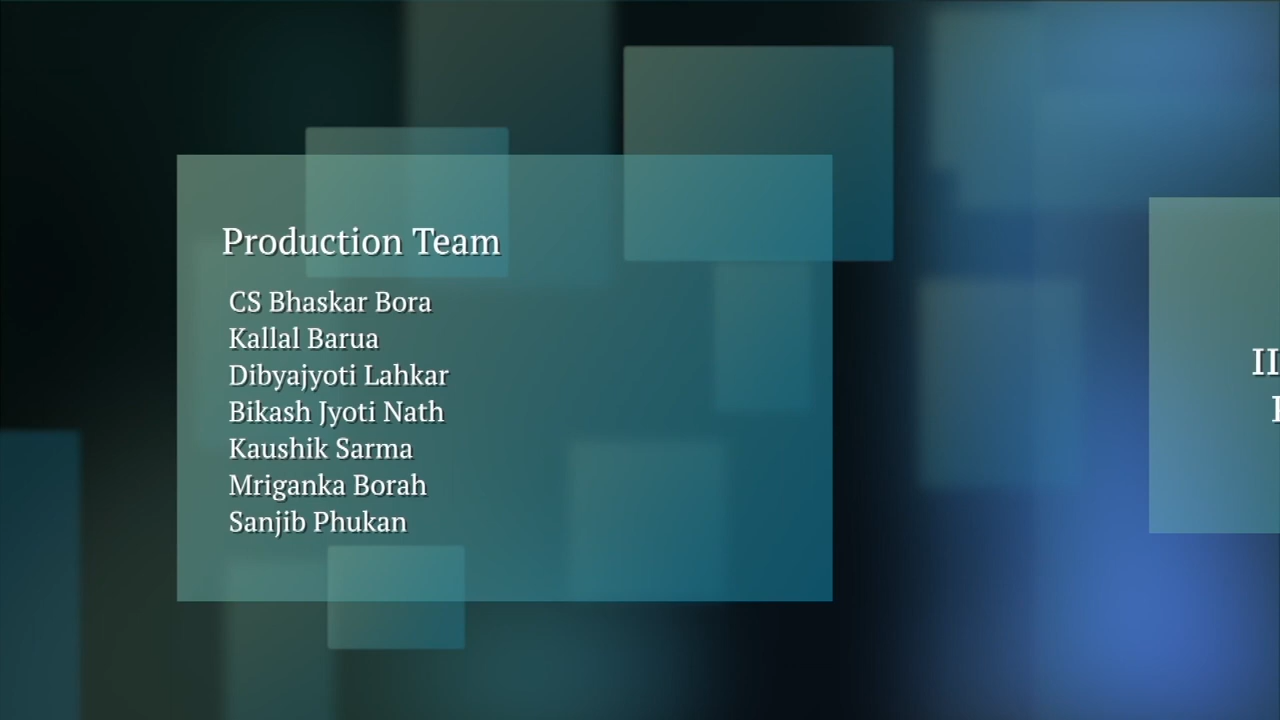 Production Team
CS Bhaskar Bora
Kallal Barua
Dibyajyoti Lahkar
Bikash Jyoti Nath
Kaushik Sarma
Mriganka Borah
Sanjib Phukan